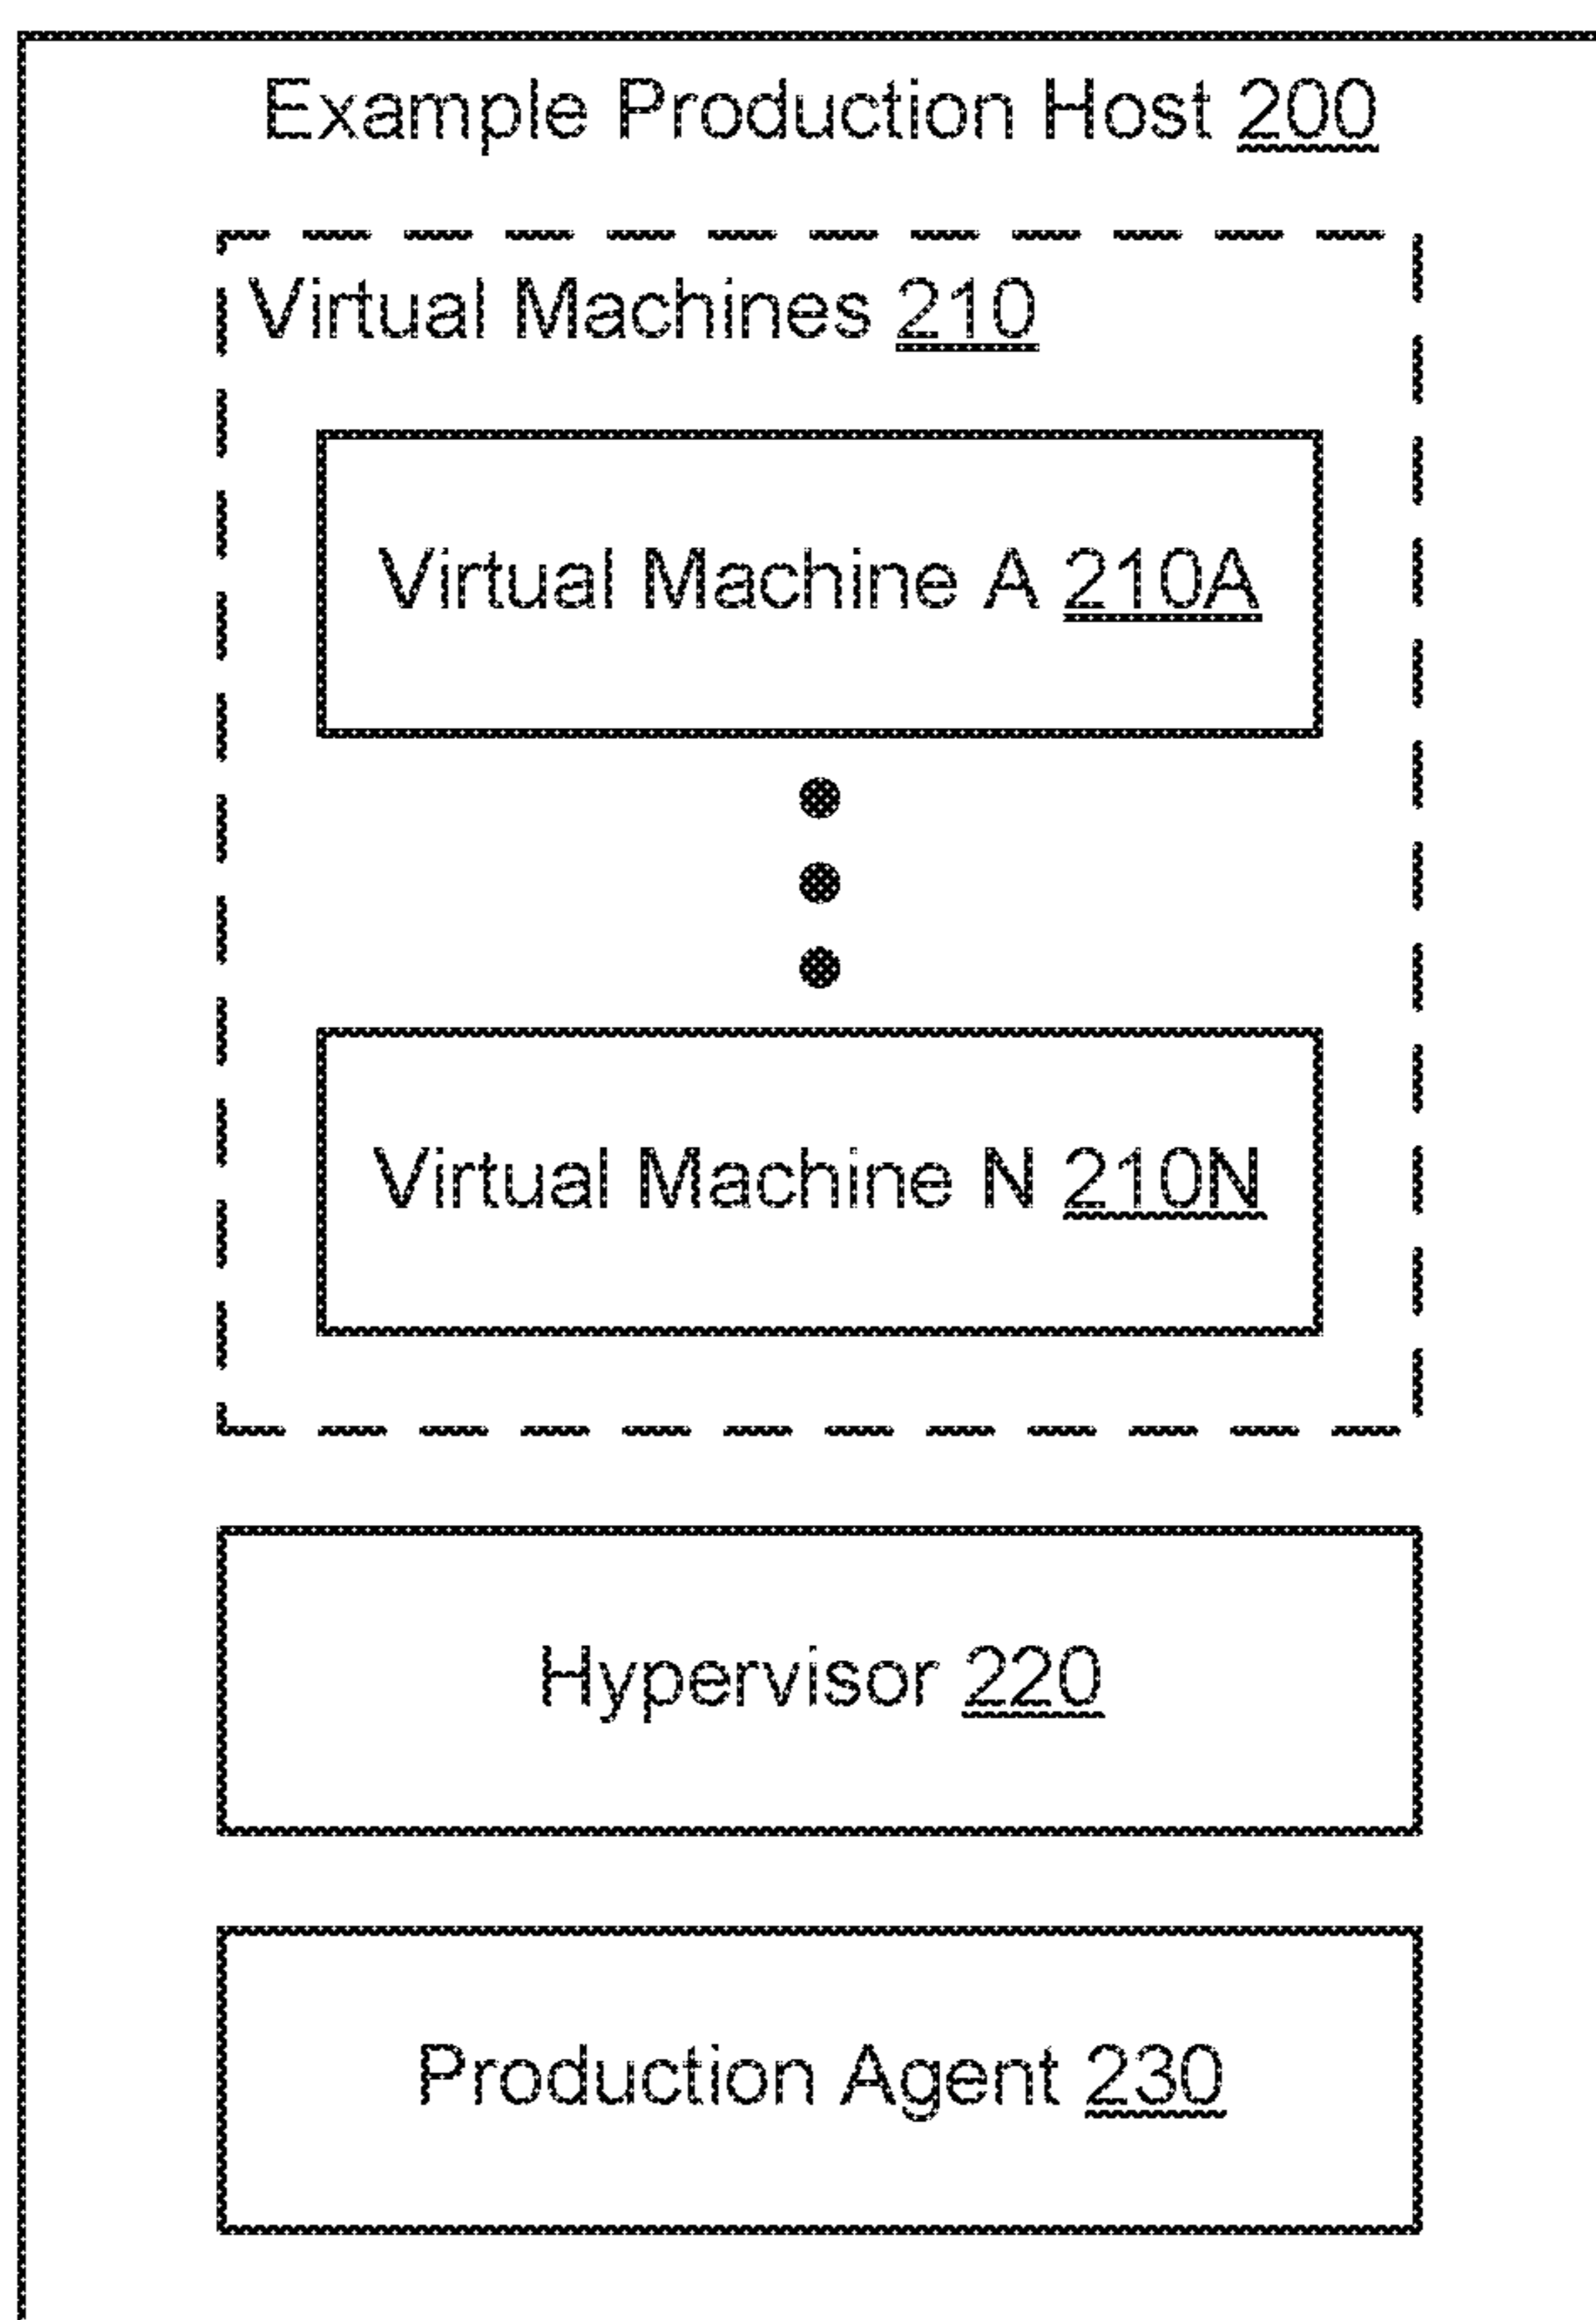 Example Production Host 200
Virtual Machines 210
Virtual Machine A 210A
Virtual Machine N 210N
Hypervisor 220
Production Agent 230